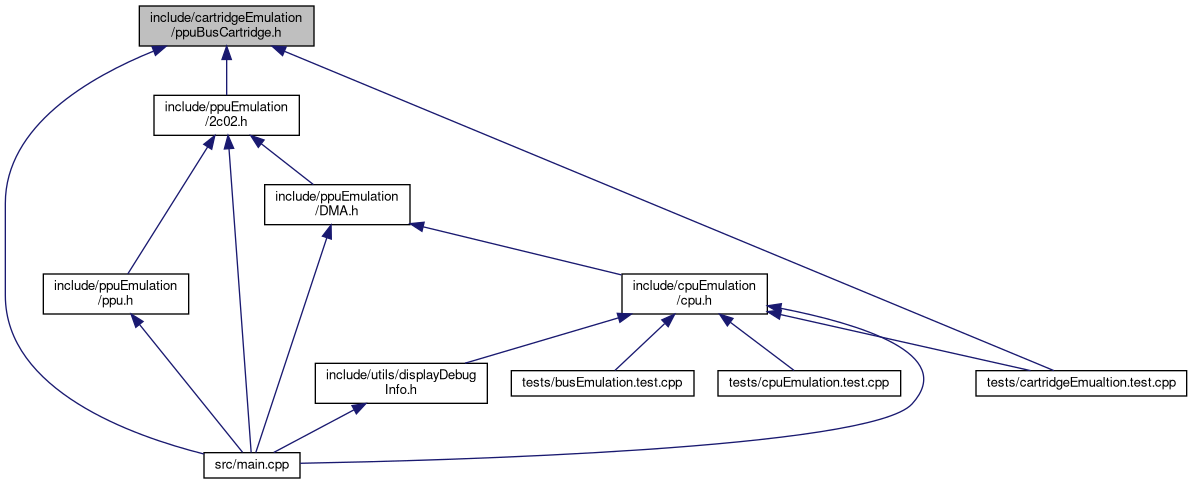 include/cartridgeEmulation
/ppuBusCartridge.h
include/ppuEmulation
/2c02.h
include/ppuEmulation
/DMA.h
include/ppuEmulation
/ppu.h
include/cpuEmulation
/cpu.h
include/utils/displayDebug
Info.h
tests/busEmulation.test.cpp
tests/cpuEmulation.test.cpp
tests/cartridgeEmualtion.test.cpp
src/main.cpp